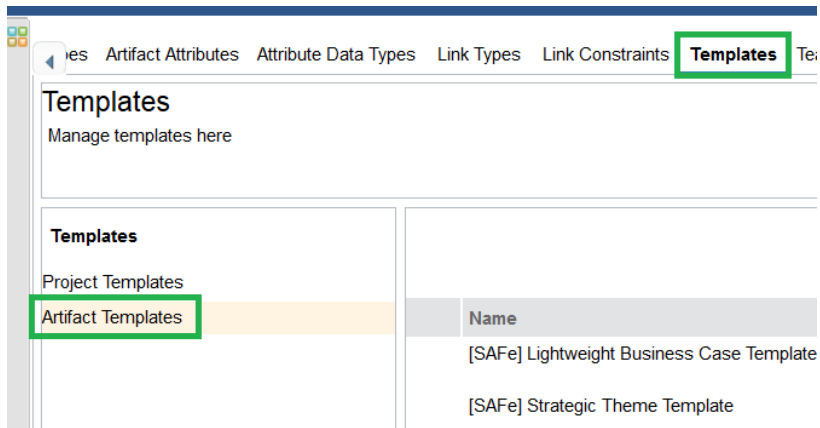 Artifact Attributes Attribute Data Types Link Types Link Constraints Templates
Templates
Manage templates here
Templates
Project Templates
Artifact Templates
Name
[SAFe] Lightweight Business Case Template
[SAFe] Strategic Theme Template